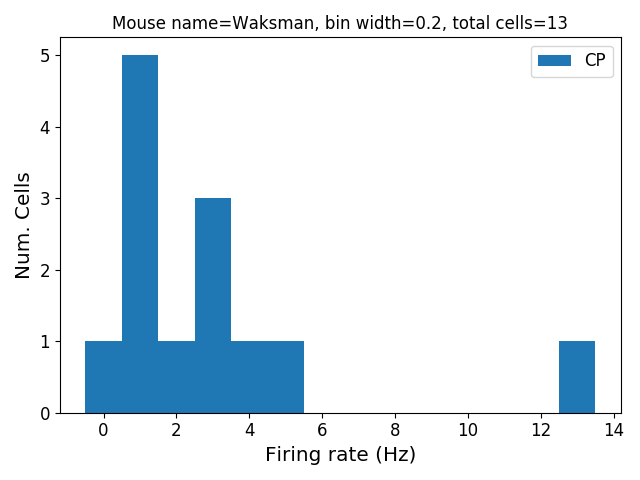 Mouse name=Waksman, bin width=0.2, total cells=13
CP
5
4
3
2
1
0
Num. Cells
0 2 4 6 8 10 12 14
Firing rate (Hz)